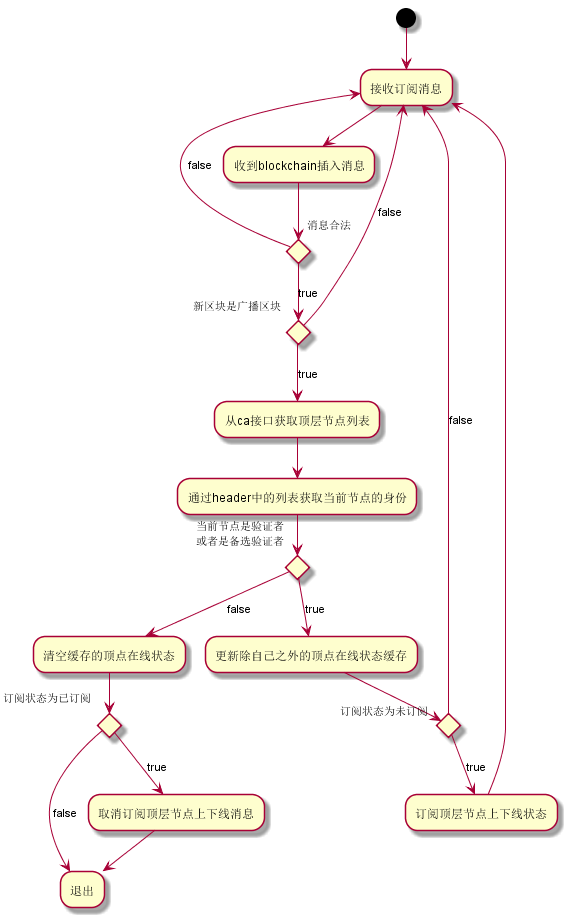 接收订阅消息
收到blockchain插入消息
false
false
消息合法
true
新区块是广播区块
true
从ca接口获取顶层节点列表
false
通过header中的列表获取当前节点的身份
当前节点是验证者
或者是备选验证者
false
true
清空缓存的顶点在线状态
更新除自己之外的顶点在线状态缓存
订阅状态为已订阅
订阅状态为未订阅
true
true
false
取消订阅顶层节点上下线消息
订阅顶层节点上下线状态
退出